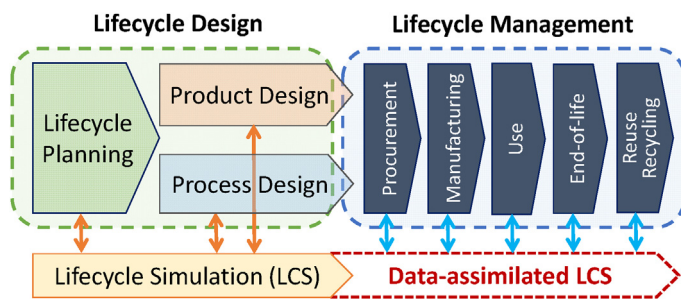 Lifecycle Design
Lifecycle Management
Lifecycle
Planning
Product Design
Process Design
Procurement
Manufacturing
Use
End-of-life
Reuse
Recycling
Lifecycle Simulation (LCS)
Data-assimilated LCS